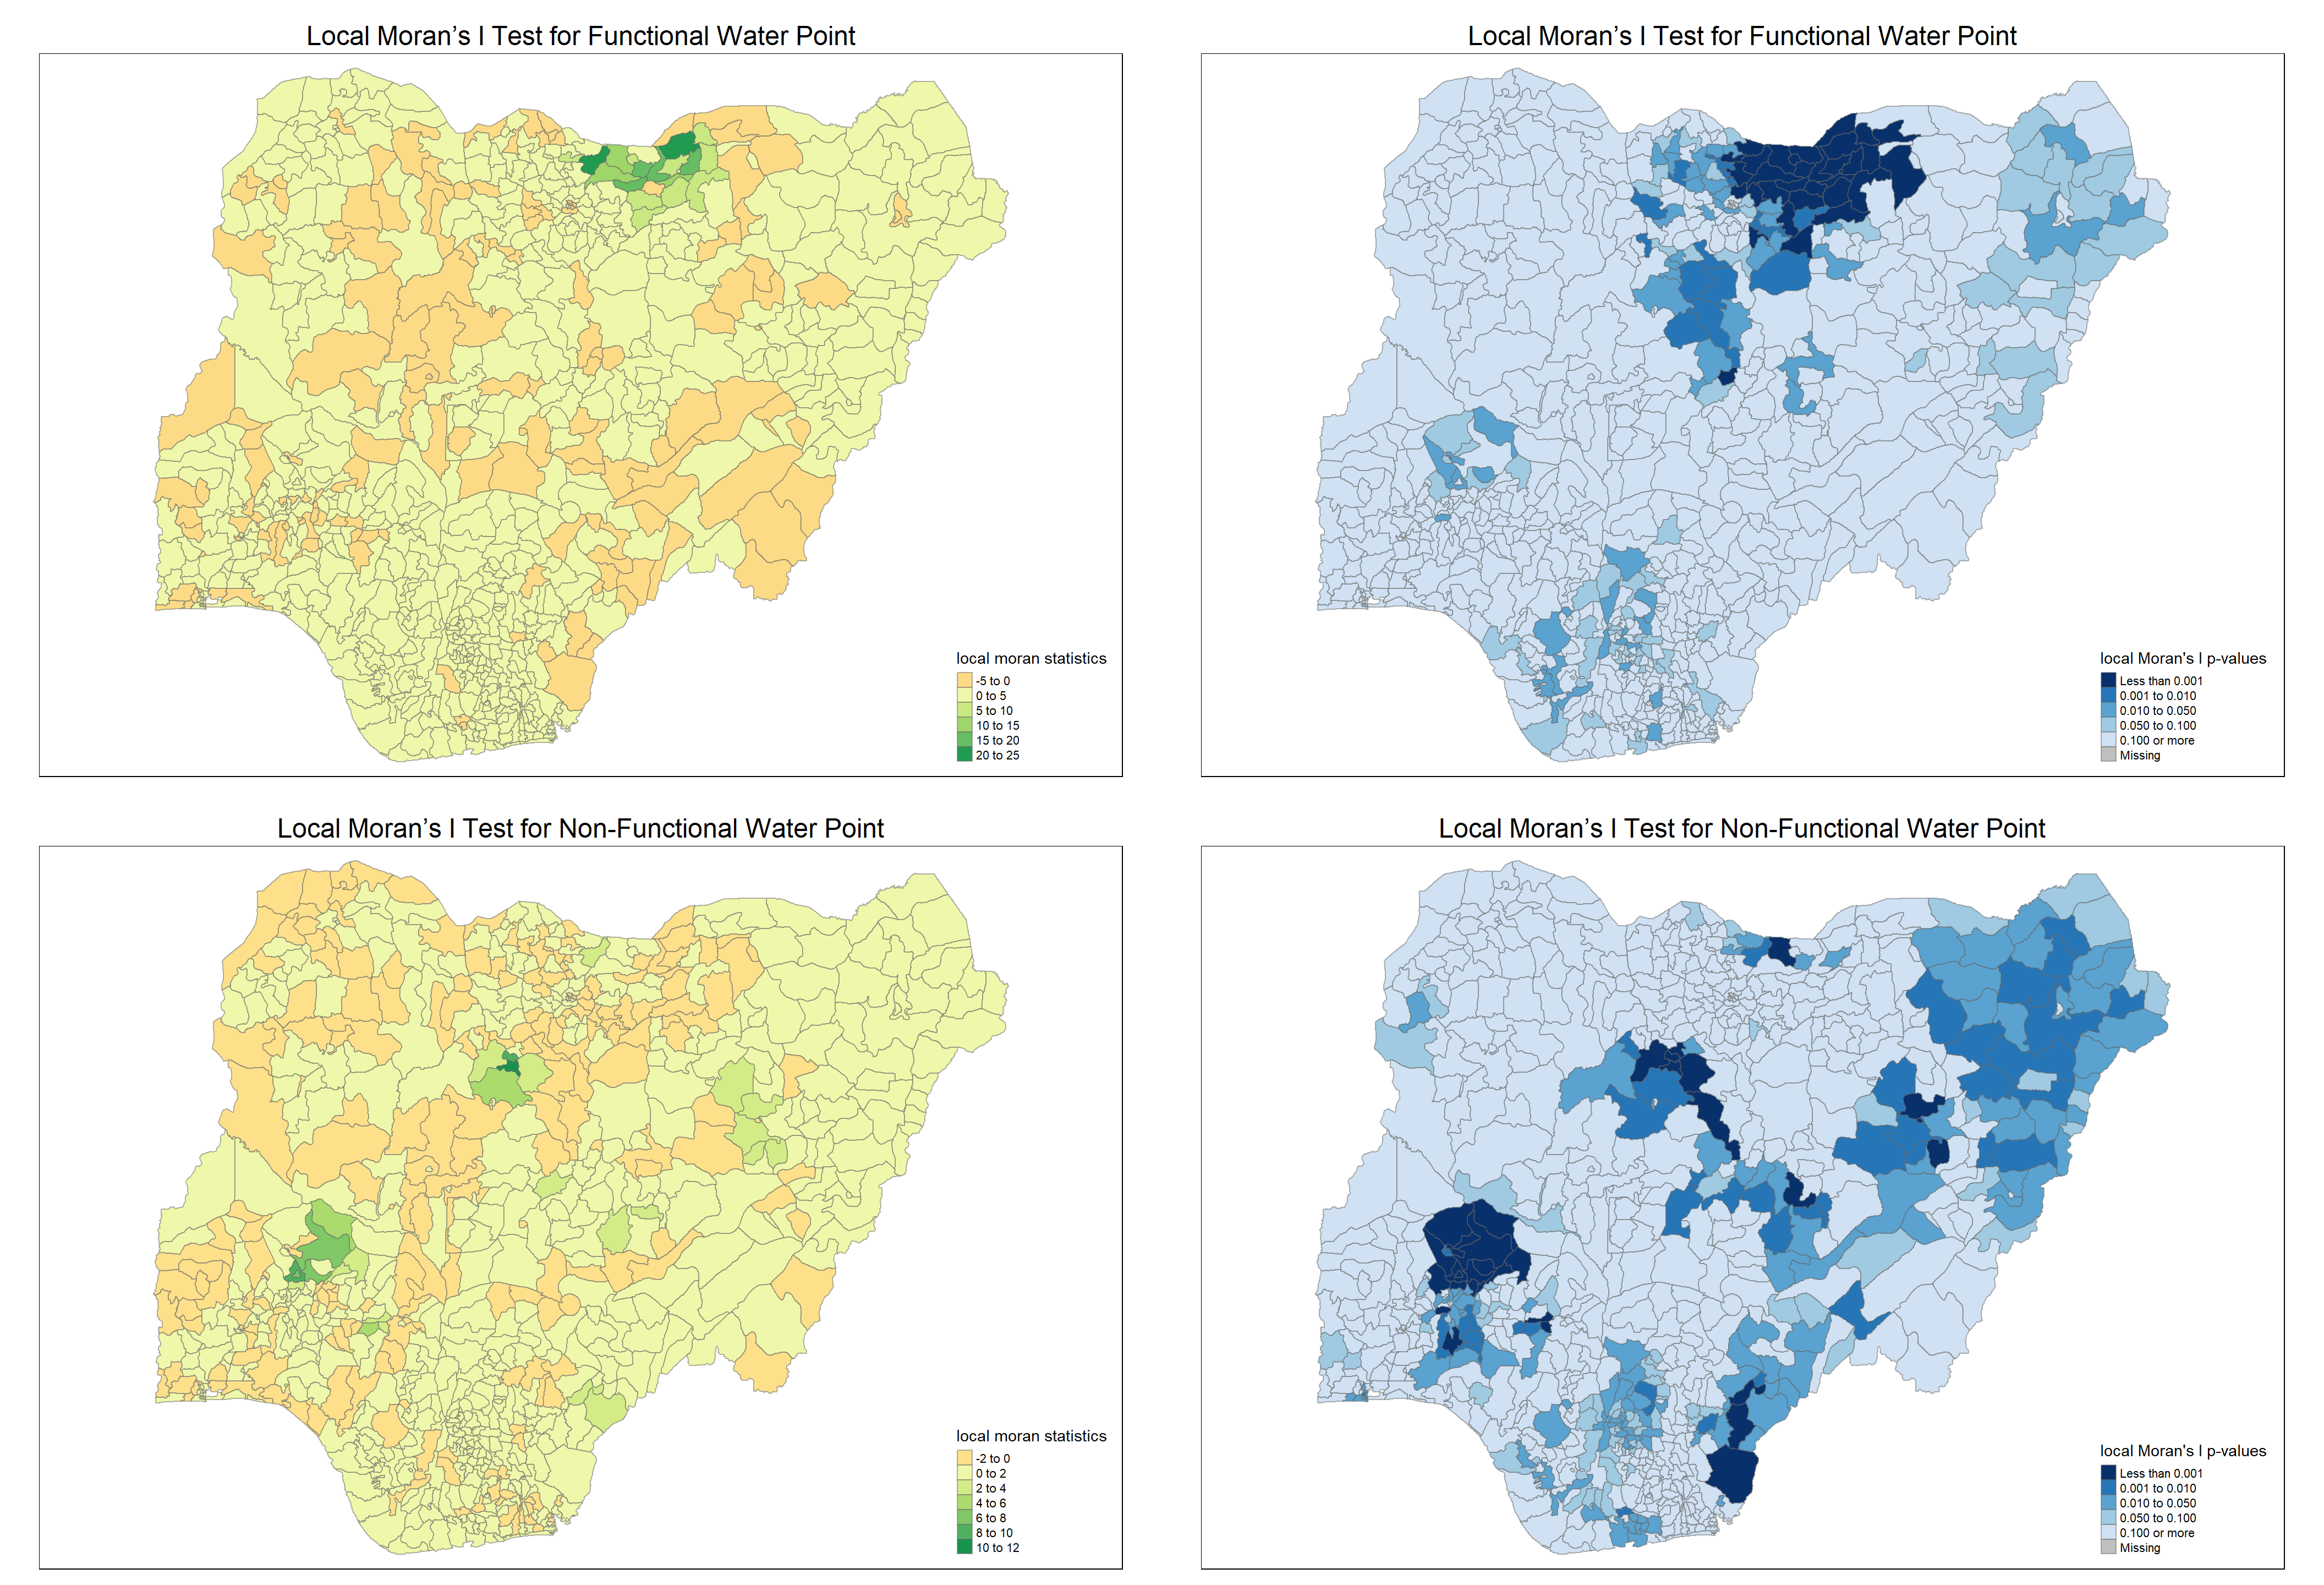 Local Moran’s I Test for Functional Water Point
local moran statistics
-5 to 0
0 to 5
5 to 10
10 to 15
15 to 20
20 to 25
Local Moran’s I Test for Functional Water Point
local Moran's I p-values
Less than 0.001
0.001 to 0.010
0.010 to 0.050
0.050 to 0.100
0.100 or more
Missing
Local Moran’s I Test for Non-Functional Water Point
local moran statistics
-2 to 0
0 to 2
2 to 4
4 to 6
6 to 8
8 to 10
10 to 12
Local Moran’s I Test for Non-Functional Water Point
local Moran's I p-values
Less than 0.001
0.001 to 0.010
0.010 to 0.050
0.050 to 0.100
0.100 or more
Missing